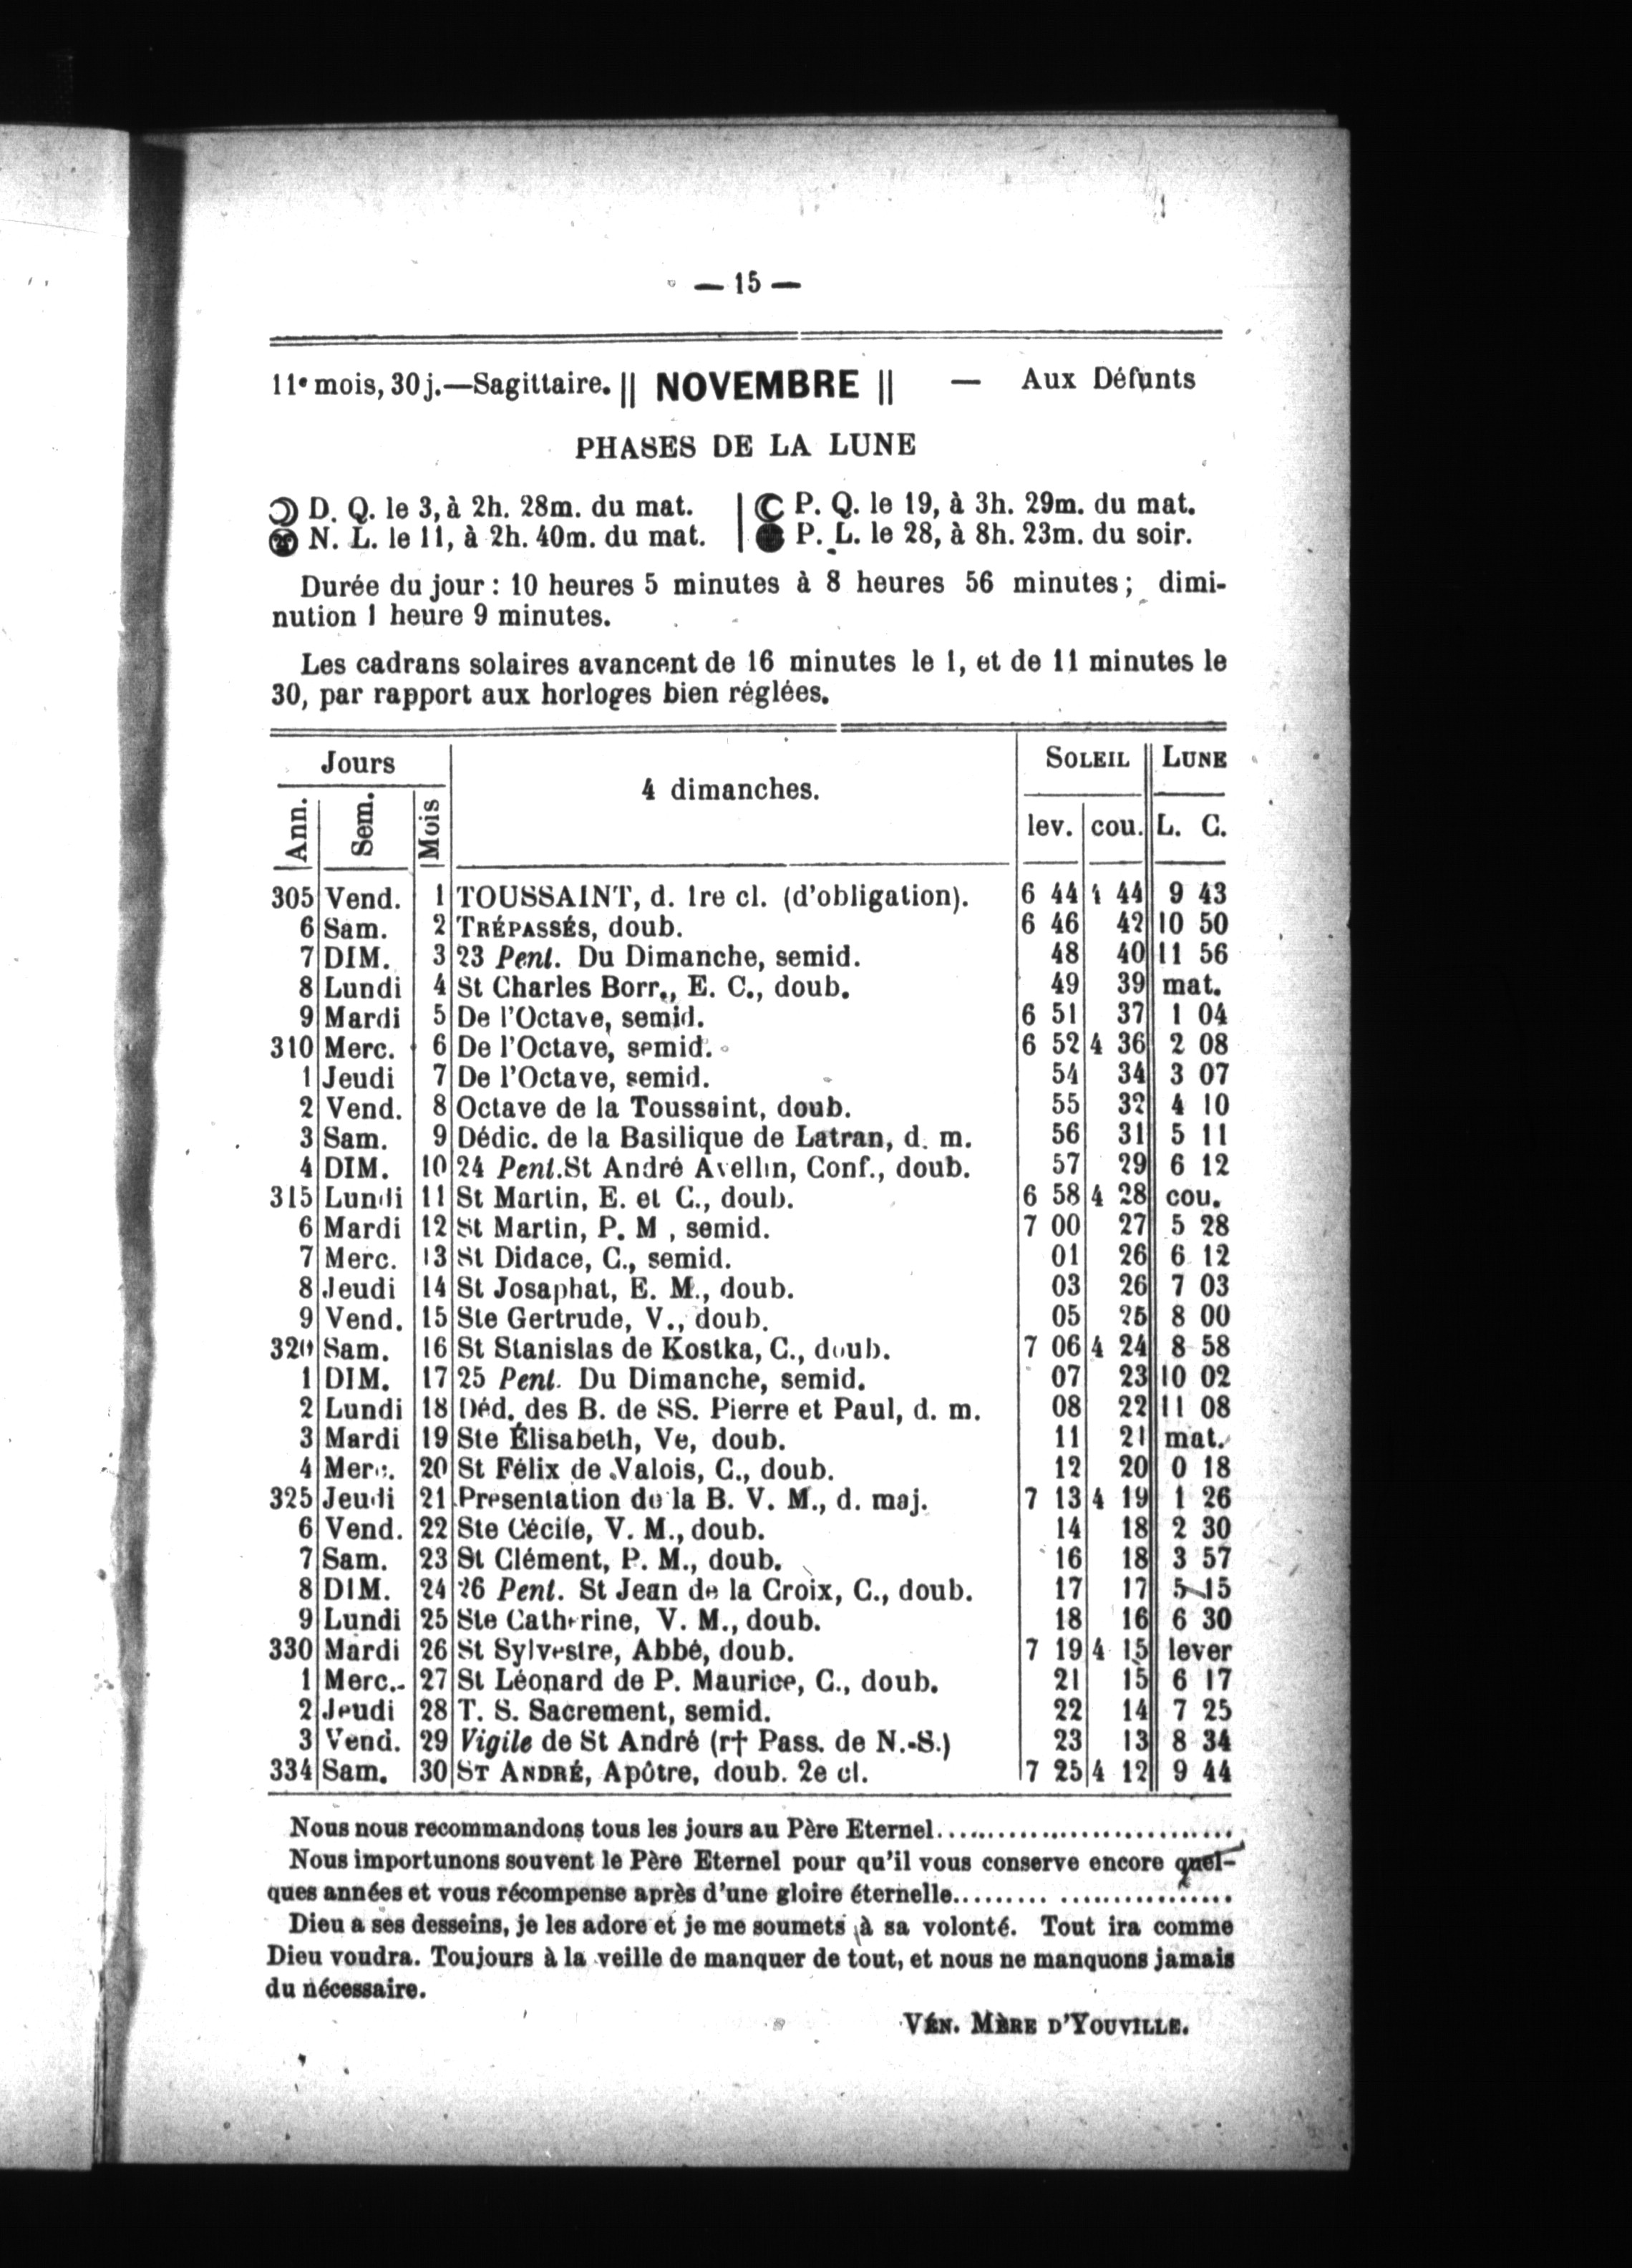 — 15 —
11e mois, 30 j.—Sagittaire. || NOVEMBRE || — Aux Défunts
PHASES DE LA LUNE
D. Q. le 3, à 2h. 28m. du mat. | P. Q. le 19, à 3h. 29m. du mat.
N. L. le 11, à 2h. 40m. du mat. | P. L. le 28, à 8h. 23m. du soir.
Durée du jour : 10 heures 5 minutes à 8 heures 56 minutes ; dimi-
nution 1 heure 9 minutes.
Les cadrans solaires avancent de 16 minutes le 1, et de 11 minutes le
30, par rapport aux horloges bien réglées.
Jours 4 dimanches. SOLEIL LUNE
Ann. Sem. Mois lev. cou. L. C.
305 Vend. 1 TOUSSAINT, d. 1re cl. (d'obligation). 6 44 4 44 9 43
6 Sam. 2 TRÉPASSÉS, doub. 6 46 42 10 50
7 DIM. 3 23 Pent. Du Dimanche, semid. 48 40 11 56
8 Lundi 4 St Charles Borr., E. C., doub. 49 39 mat.
9 Mardi 5 De l'Octave, semid. 6 51 37 1 04
310 Merc. 6 De l'Octave, semid. 6 52 4 36 2 08
1 Jeudi 7 De l'Octave, semid. 54 34 3 07
2 Vend. 8 Octave de la Toussaint, doub. 55 32 4 10
3 Sam. 9 Dédic. de la Basilique de Latran, d. m. 56 31 5 11
4 DIM. 10 24 Pent. St André Avellin, Conf., doub. 57 29 6 12
315 Lundi 11 St Martin, E. et C., doub. 6 58 4 28 cou.
6 Mardi 12 St Martin, P. M , semid. 7 00 27 5 28
7 Merc. 13 St Didace, C., semid. 01 26 6 12
8 Jeudi 14 St Josaphat, E. M., doub. 03 26 7 03
9 Vend. 15 Ste Gertrude, V., doub. 05 25 8 00
320 Sam. 16 St Stanislas de Kostka, C., doub. 7 06 4 24 8 58
1 DIM. 17 25 Pent. Du Dimanche, semid. 07 23 10 02
2 Lundi 18 Déd. des B. de SS. Pierre et Paul, d. m. 08 22 11 08
3 Mardi 19 Ste Élisabeth, Ve, doub. 11 21 mat.
4 Merc. 20 St Félix de Valois, C., doub. 12 20 0 18
325 Jeudi 21 Presentation de la B. V. M., d. maj. 7 13 4 19 1 26
6 Vend. 22 Ste Cécile, V. M., doub. 14 18 2 30
7 Sam. 23 St Clément, P. M., doub. 16 18 3 57
8 DIM. 24 26 Pent. St Jean de la Croix, C., doub. 17 17 5 15
9 Lundi 25 Ste Catherine, V. M., doub. 18 16 6 30
330 Mardi 26 St Sylvestre, Abbé, doub. 7 19 4 15 lever
1 Merc. 27 St Léonard de P. Maurice, C., doub. 21 15 6 17
2 Jeudi 28 T. S. Sacrement, semid. 22 14 7 25
3 Vend. 29 Vigile de St André (r† Pass. de N.-S.) 23 13 8 34
334 Sam. 30 ST ANDRÉ, Apôtre, doub. 2e cl. 7 25 4 12 9 44
Nous nous recommandons tous les jours au Père Eternel..............................
Nous importunons souvent le Père Eternel pour qu'il vous conserve encore quel-
ques années et vous récompense après d'une gloire éternelle......... .................
Dieu a ses desseins, je les adore et je me soumets à sa volonté. Tout ira comme
Dieu voudra. Toujours à la veille de manquer de tout, et nous ne manquons jamais
du nécessaire.
VÉN. MÈRE D'YOUVILLE.